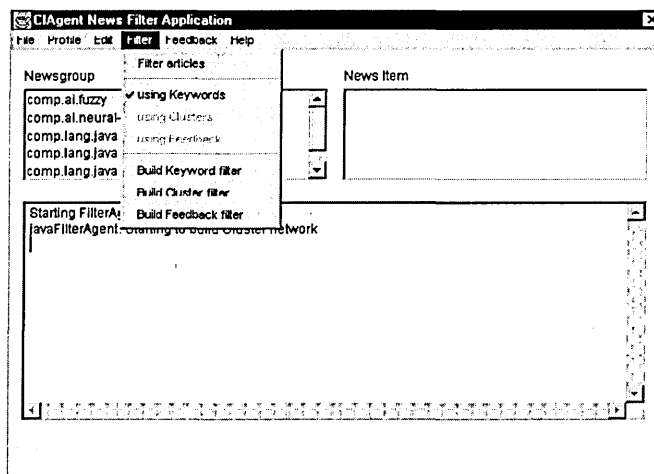 CIAgent News Filter Application
File Profile Edit Filter Feedback Help
Filter articles
Newsgroup News Item
using Keywords
comp.ai.fuzzy
using Clusters
comp.ai.neural-
using Feedback
comp.lang.java
comp.lang.java
Build Keyword filter
comp.lang.java
Build Cluster filter
Starting FilterAg
Build Feedback filter
javaFilterAgent: Starting to build Cluster network